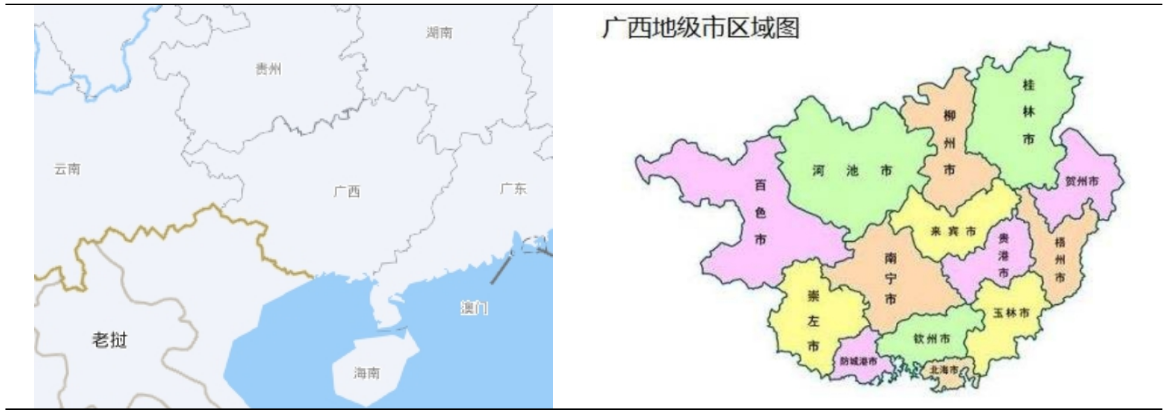 湖南
贵州
云南
广西
广东
澳门
老挝
海南
广西地级市区域图
桂林市
柳州市
河池市
贺州市
百色市
来宾市
贵港市
梧州市
南宁市
崇左市
玉林市
钦州市
防城港市
北海市